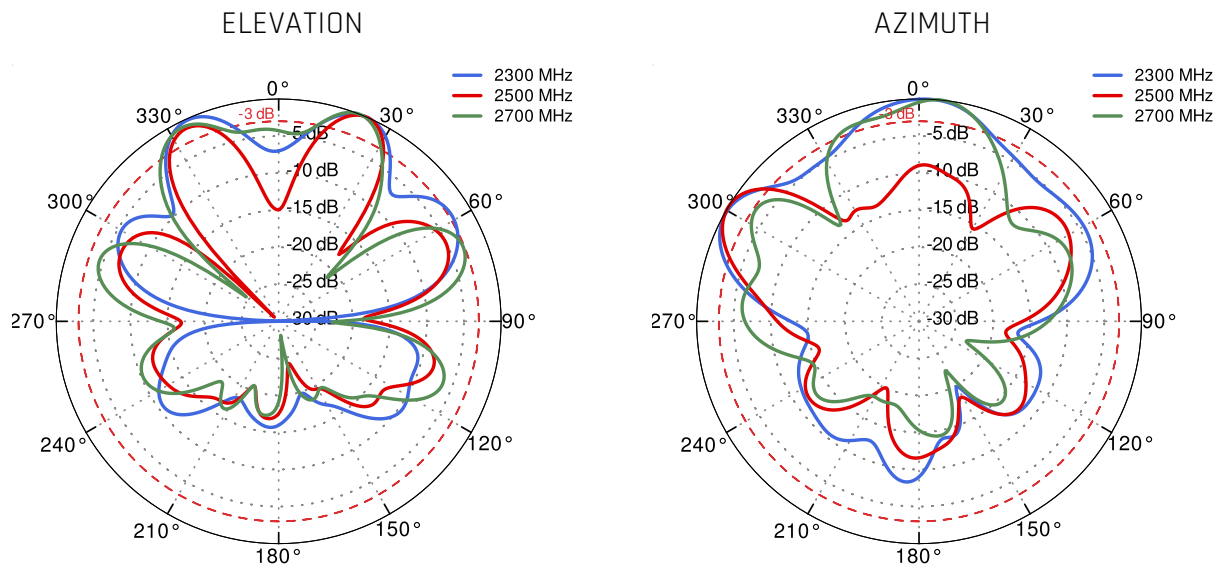 ELEVATION
2300 MHz
2500 MHz
2700 MHz
0°
30°
60°
90°
120°
150°
180°
210°
240°
270°
300°
330°
-3 dB
-5 dB
-10 dB
-15 dB
-20 dB
-25 dB
-30 dB
AZIMUTH
2300 MHz
2500 MHz
2700 MHz
0°
30°
60°
90°
120°
150°
180°
210°
240°
270°
300°
330°
-3 dB
-5 dB
-10 dB
-15 dB
-20 dB
-25 dB
-30 dB